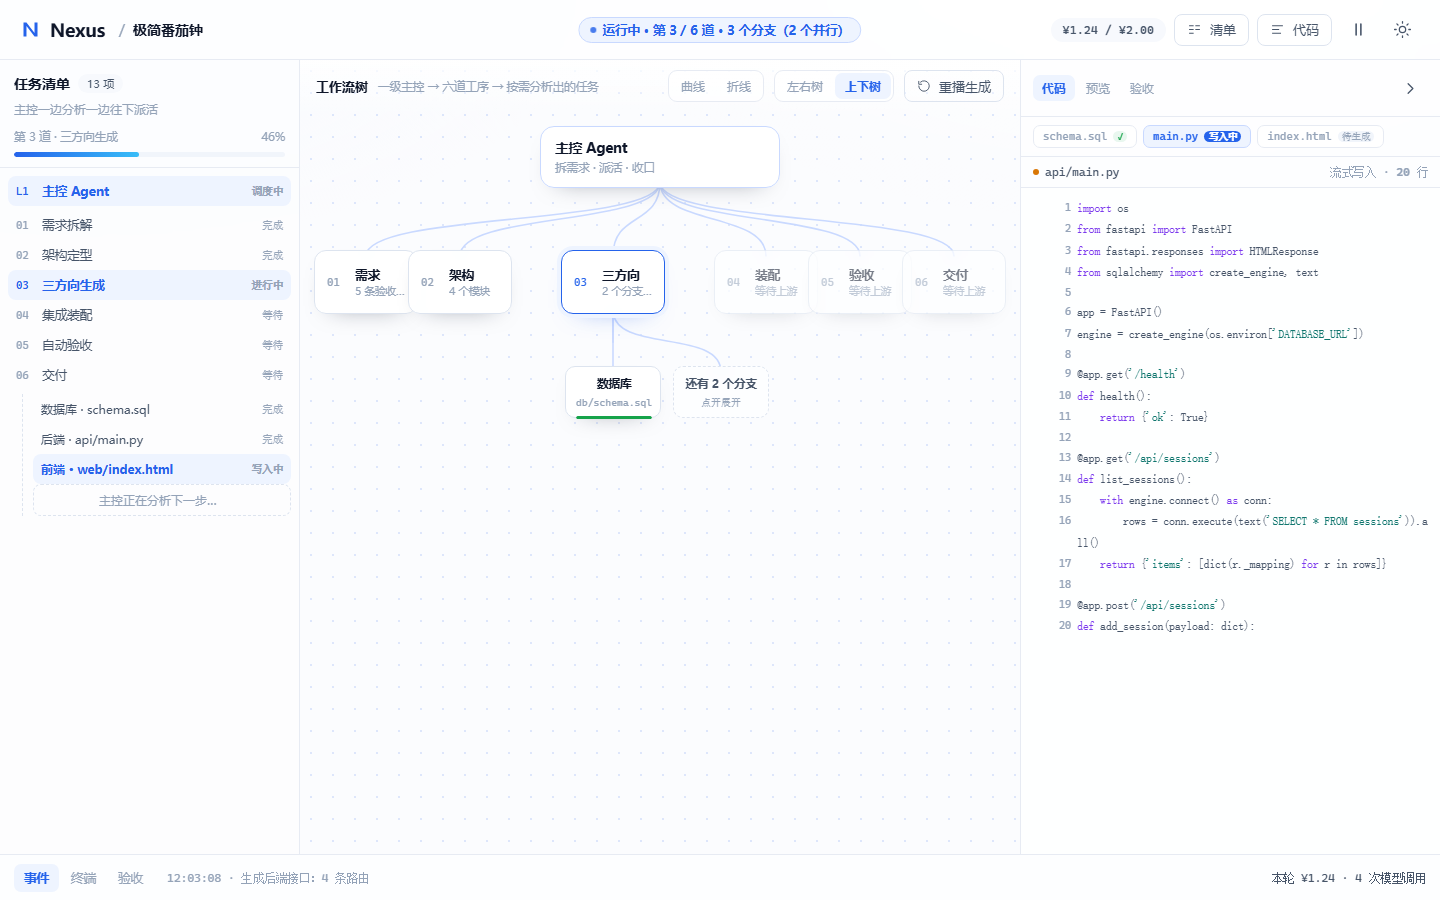 Nexus / 极简番茄钟
运行中 • 第 3 / 6 道 • 3 个分支 (2 个并行)
¥1.24 / ¥2.00
清单
代码
任务清单 13 项
主控一边分析一边往下派活
第 3 道 · 三方向生成 46%
L1 主控 Agent 调度中
01 需求拆解 完成
02 架构定型 完成
03 三方向生成 进行中
04 集成装配 等待
05 自动验收 等待
06 交付 等待
数据库 · schema.sql 完成
后端 · api/main.py 完成
前端 • web/index.html 写入中
主控正在分析下一步...
工作流树 一级主控 → 六道工序 → 按需分析出的任务
曲线 折线
左右树 上下树
重播生成
主控 Agent
拆需求 · 派活 · 收口
01 需求
5 条验收...
02 架构
4 个模块
03 三方向
2 个分支...
04 装配
等待上游
05 验收
等待上游
06 交付
等待上游
数据库
db/schema.sql
还有 2 个分支
点开展开
代码 预览 验收
schema.sql ✓
main.py 写入中
index.html 待生成
api/main.py 流式写入 · 20 行
1 import os
2 from fastapi import FastAPI
3 from fastapi.responses import HTMLResponse
4 from sqlalchemy import create_engine, text
5
6 app = FastAPI()
7 engine = create_engine(os.environ["DATABASE_URL"])
8
9 @app.get("/health")
10 def health():
11 return {"ok": True}
12
13 @app.get("/api/sessions")
14 def list_sessions():
15 with engine.connect() as conn:
16 rows = conn.execute(text("SELECT * FROM sessions")).a
ll()
17 return {"items": [dict(r._mapping) for r in rows]}
18
19 @app.post("/api/sessions")
20 def add_session(payload: dict):
事件 终端 验收 12:03:08 · 生成后端接口: 4 条路由
本轮 ¥1.24 · 4 次模型调用